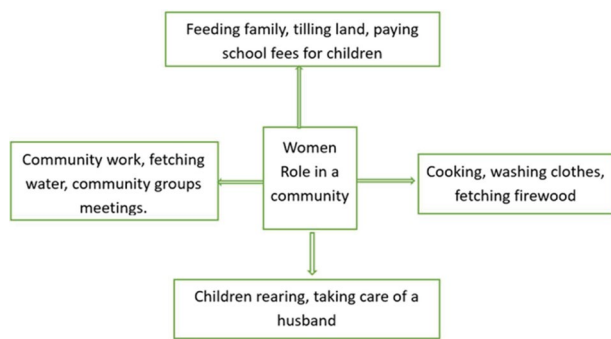 Feeding family, tilling land, paying
school fees for children
Women
Role in a
community
Community work, fetching
water, community groups
meetings.
Cooking, washing clothes,
fetching firewood
Children rearing, taking care of a
husband